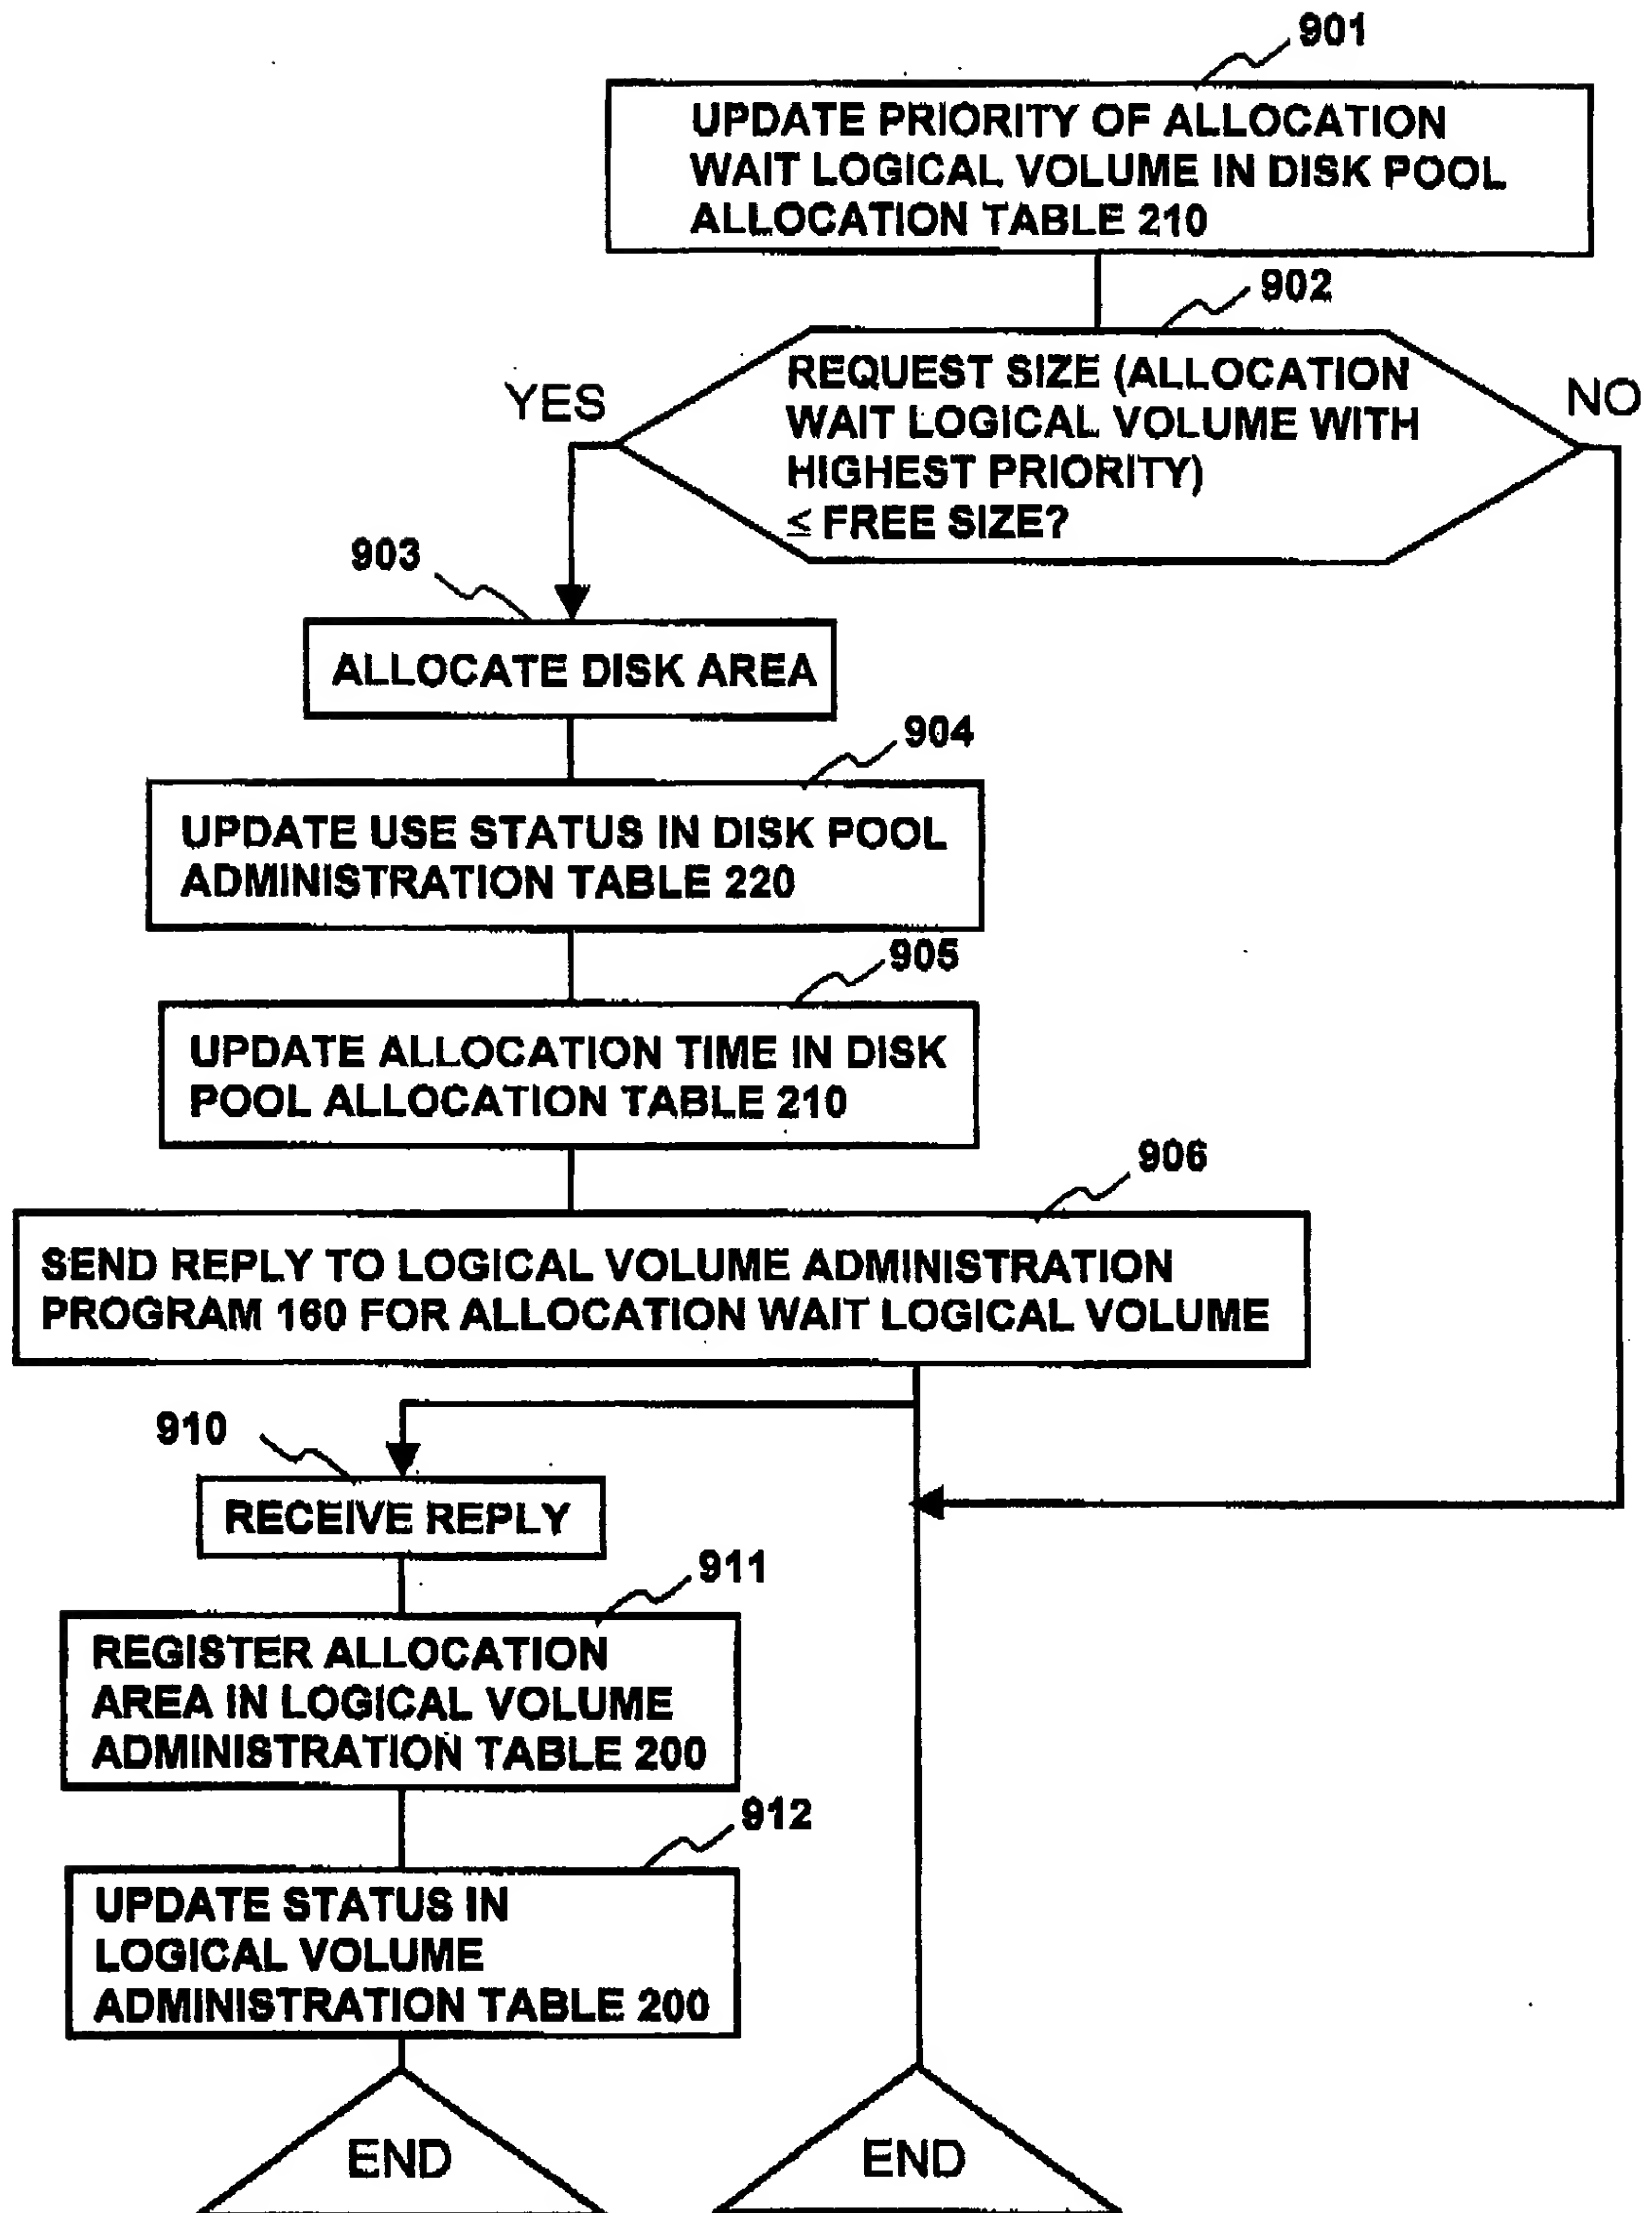 901
UPDATE PRIORITY OF ALLOCATION
WAIT LOGICAL VOLUME IN DISK POOL
ALLOCATION TABLE 210
902
REQUEST SIZE (ALLOCATION
WAIT LOGICAL VOLUME WITH
HIGHEST PRIORITY)
≤ FREE SIZE?
YES
NO
903
ALLOCATE DISK AREA
904
UPDATE USE STATUS IN DISK POOL
ADMINISTRATION TABLE 220
905
UPDATE ALLOCATION TIME IN DISK
POOL ALLOCATION TABLE 210
906
SEND REPLY TO LOGICAL VOLUME ADMINISTRATION
PROGRAM 160 FOR ALLOCATION WAIT LOGICAL VOLUME
910
RECEIVE REPLY
911
REGISTER ALLOCATION
AREA IN LOGICAL VOLUME
ADMINISTRATION TABLE 200
912
UPDATE STATUS IN
LOGICAL VOLUME
ADMINISTRATION TABLE 200
END
END